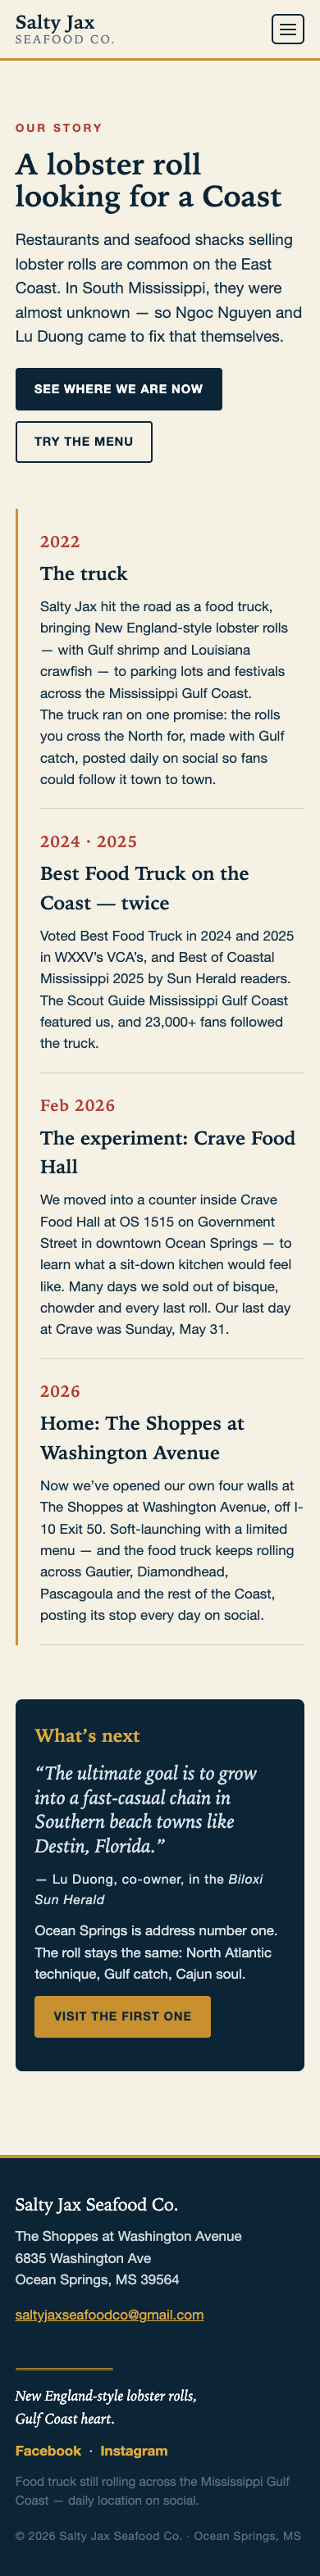 Salty Jax
SEAFOOD CO.
OUR STORY
A lobster roll
looking for a Coast
Restaurants and seafood shacks selling
lobster rolls are common on the East
Coast. In South Mississippi, they were
almost unknown — so Ngoc Nguyen and
Lu Duong came to fix that themselves.
SEE WHERE WE ARE NOW
TRY THE MENU
2022
The truck
Salty Jax hit the road as a food truck,
bringing New England-style lobster rolls
— with Gulf shrimp and Louisiana
crawfish — to parking lots and festivals
across the Mississippi Gulf Coast.
The truck ran on one promise: the rolls
you cross the North for, made with Gulf
catch, posted daily on social so fans
could follow it town to town.
2024 · 2025
Best Food Truck on the
Coast — twice
Voted Best Food Truck in 2024 and 2025
in WXXV’s VCA’s, and Best of Coastal
Mississippi 2025 by Sun Herald readers.
The Scout Guide Mississippi Gulf Coast
featured us, and 23,000+ fans followed
the truck.
Feb 2026
The experiment: Crave Food
Hall
We moved into a counter inside Crave
Food Hall at OS 1515 on Government
Street in downtown Ocean Springs — to
learn what a sit-down kitchen would feel
like. Many days we sold out of bisque,
chowder and every last roll. Our last day
at Crave was Sunday, May 31.
2026
Home: The Shoppes at
Washington Avenue
Now we’ve opened our own four walls at
The Shoppes at Washington Avenue, off I-
10 Exit 50. Soft-launching with a limited
menu — and the food truck keeps rolling
across Gautier, Diamondhead,
Pascagoula and the rest of the Coast,
posting its stop every day on social.
What’s next
“The ultimate goal is to grow
into a fast-casual chain in
Southern beach towns like
Destin, Florida.”
— Lu Duong, co-owner, in the Biloxi
Sun Herald
Ocean Springs is address number one.
The roll stays the same: North Atlantic
technique, Gulf catch, Cajun soul.
VISIT THE FIRST ONE
Salty Jax Seafood Co.
The Shoppes at Washington Avenue
6835 Washington Ave
Ocean Springs, MS 39564
saltyjaxseafoodco@gmail.com
New England-style lobster rolls,
Gulf Coast heart.
Facebook · Instagram
Food truck still rolling across the Mississippi Gulf
Coast — daily location on social.
© 2026 Salty Jax Seafood Co. · Ocean Springs, MS